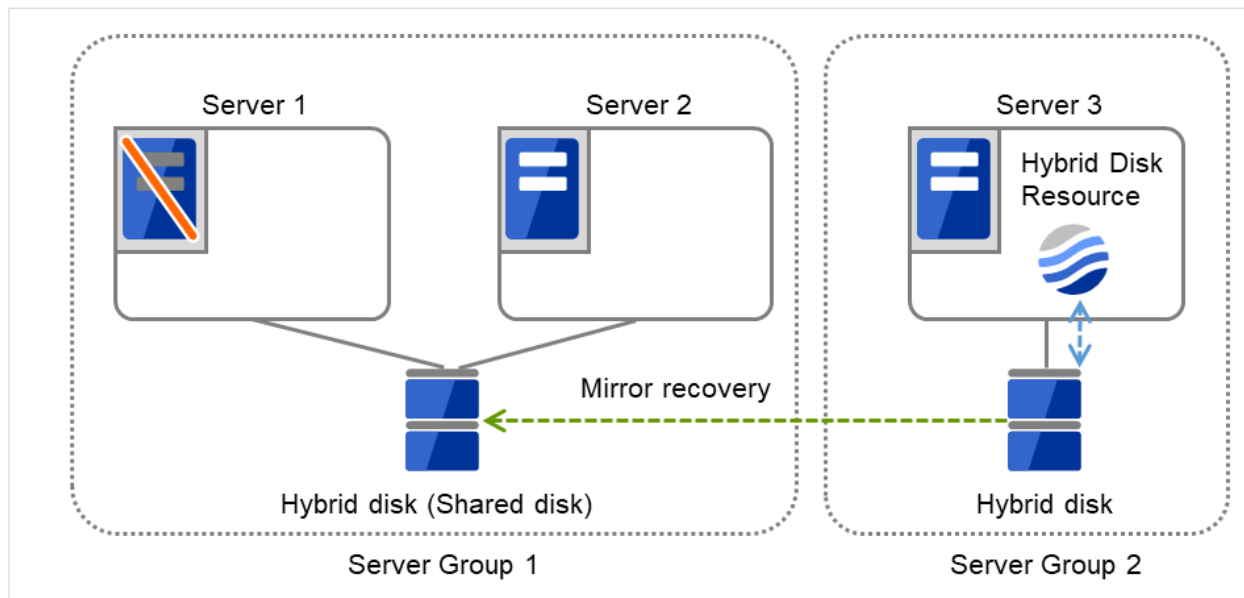 Server 1
Server 2
Server 3
Hybrid Disk
Resource
Mirror recovery
Hybrid disk (Shared disk)
Hybrid disk
Server Group 1
Server Group 2